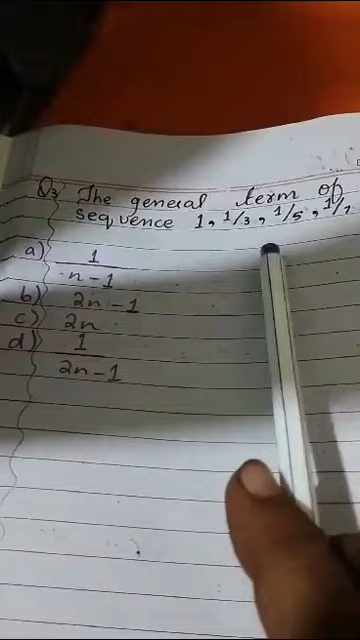 Q3 The general term of
sequence 1, 1/3, 1/5, 1/7
a) 1
n-1
b) 2n-1
c) 2n
d) 1
2n-1